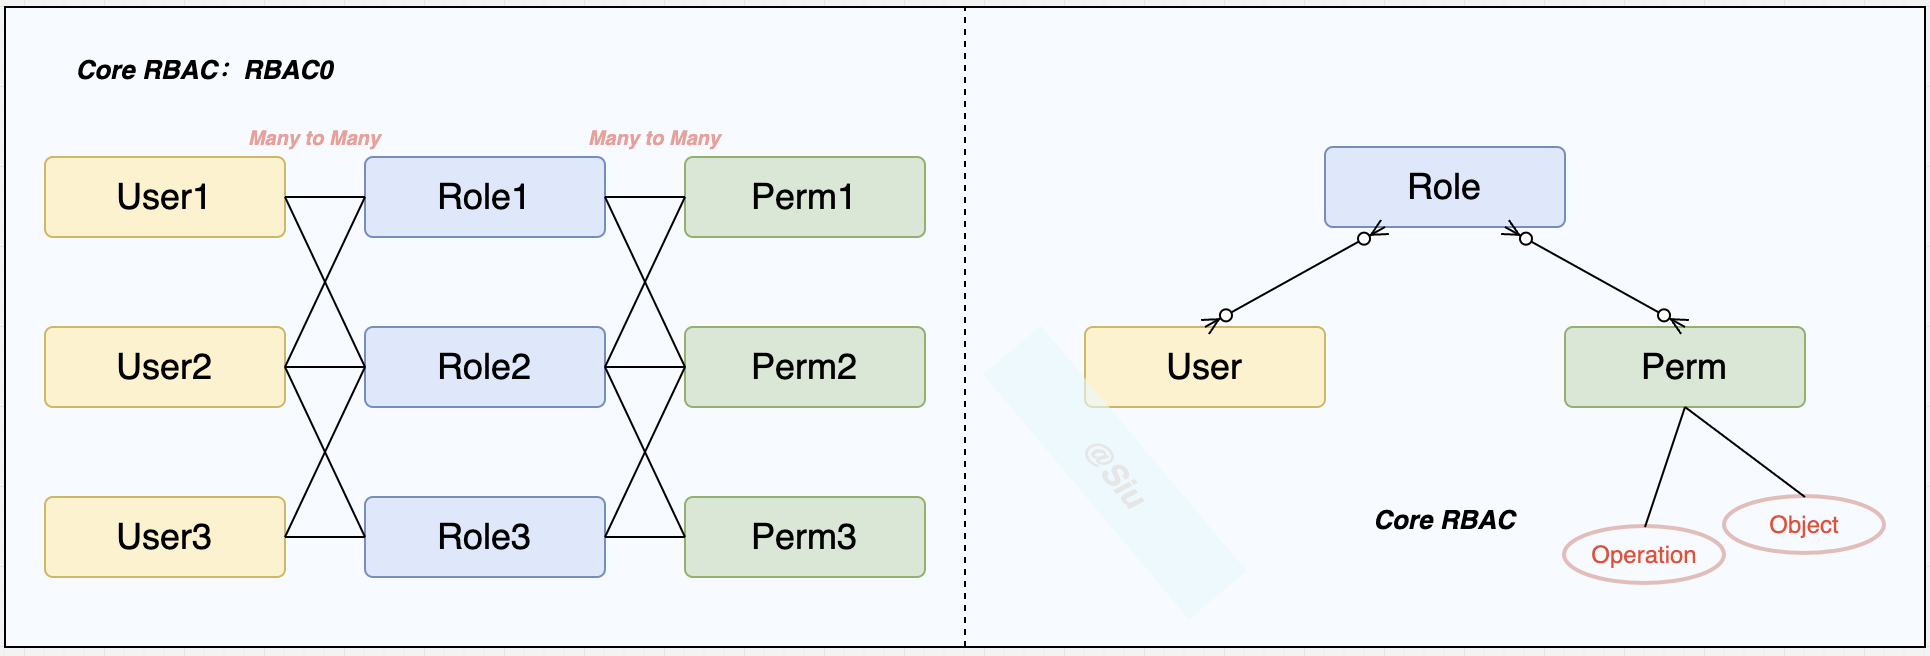 Core RBAC：RBAC0
Many to Many
Many to Many
User1
Role1
Perm1
User2
Role2
Perm2
User3
Role3
Perm3
Role
User
Perm
@Siu
Core RBAC
Operation
Object